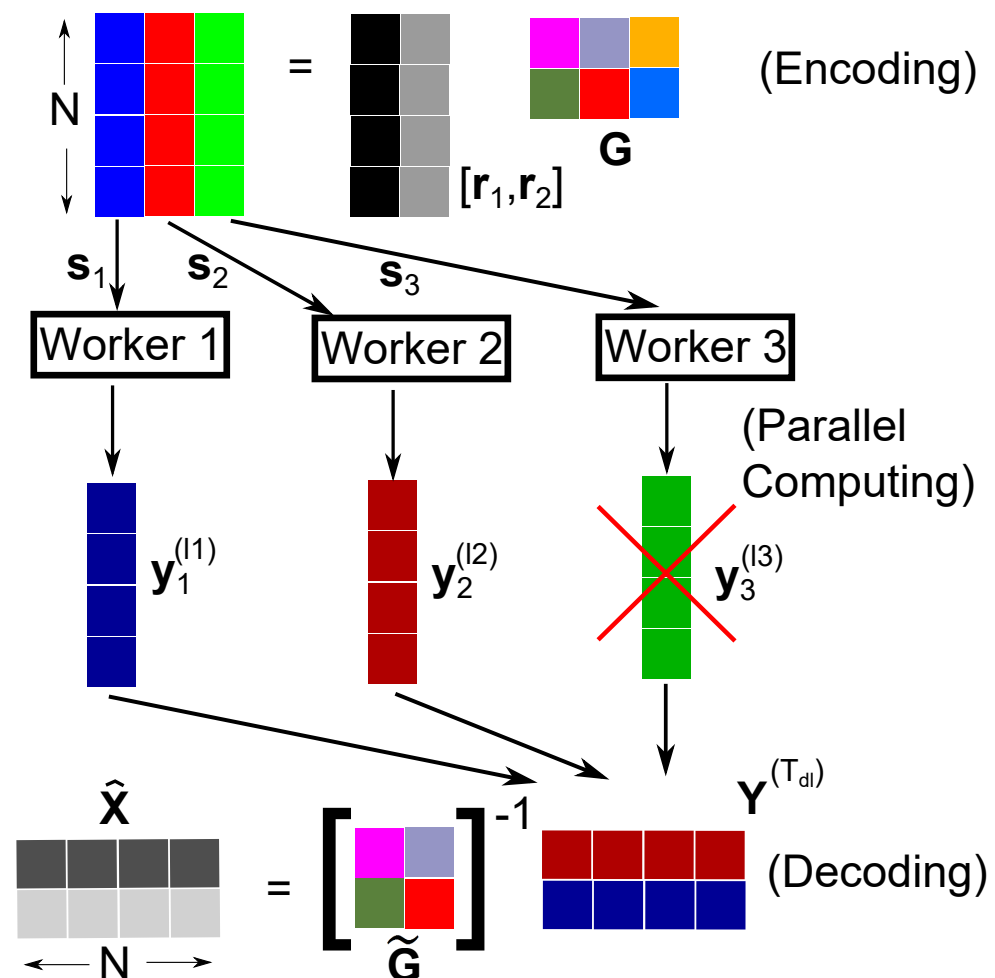 N
=
(Encoding)
G
[r₁,r₂]
s₁
s₂
s₃
Worker 1
Worker 2
Worker 3
(Parallel
Computing)
y₁^(l1)
y₂^(l2)
y₃^(l3)
Y^(T_dl)
X̂
-1
=
(Decoding)
N
G̃